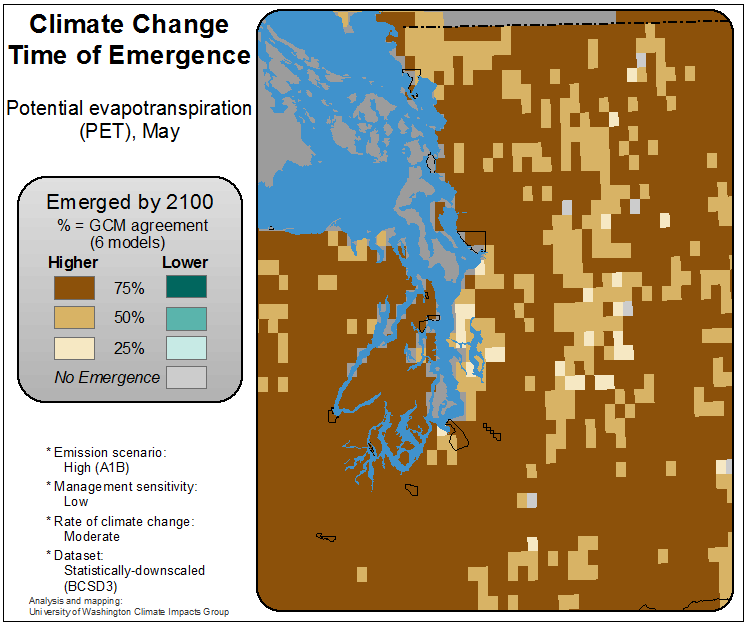 Climate Change
Time of Emergence
Potential evapotranspiration
(PET), May
Emerged by 2100
% = GCM agreement
(6 models)
Higher Lower
75%
50%
25%
No Emergence
* Emission scenario:
High (A1B)
* Management sensitivity:
Low
* Rate of climate change:
Moderate
* Dataset:
Statistically-downscaled
(BCSD3)
Analysis and mapping:
University of Washington Climate Impacts Group